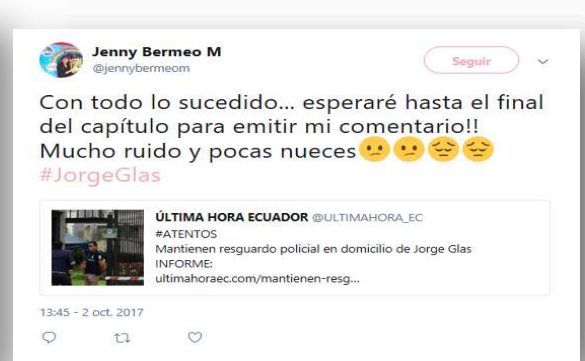 Jenny Bermeo M
@jennybermeom
Seguir
Con todo lo sucedido... esperaré hasta el final
del capítulo para emitir mi comentario!!
Mucho ruido y pocas nueces😕😕😔😔
#JorgeGlas
ÚLTIMA HORA ECUADOR @ULTIMAHORA_EC
#ATENTOS
Mantienen resguardo policial en domicilio de Jorge Glas
INFORME:
ultimahoraec.com/mantienen-resg...
13:45 - 2 oct. 2017